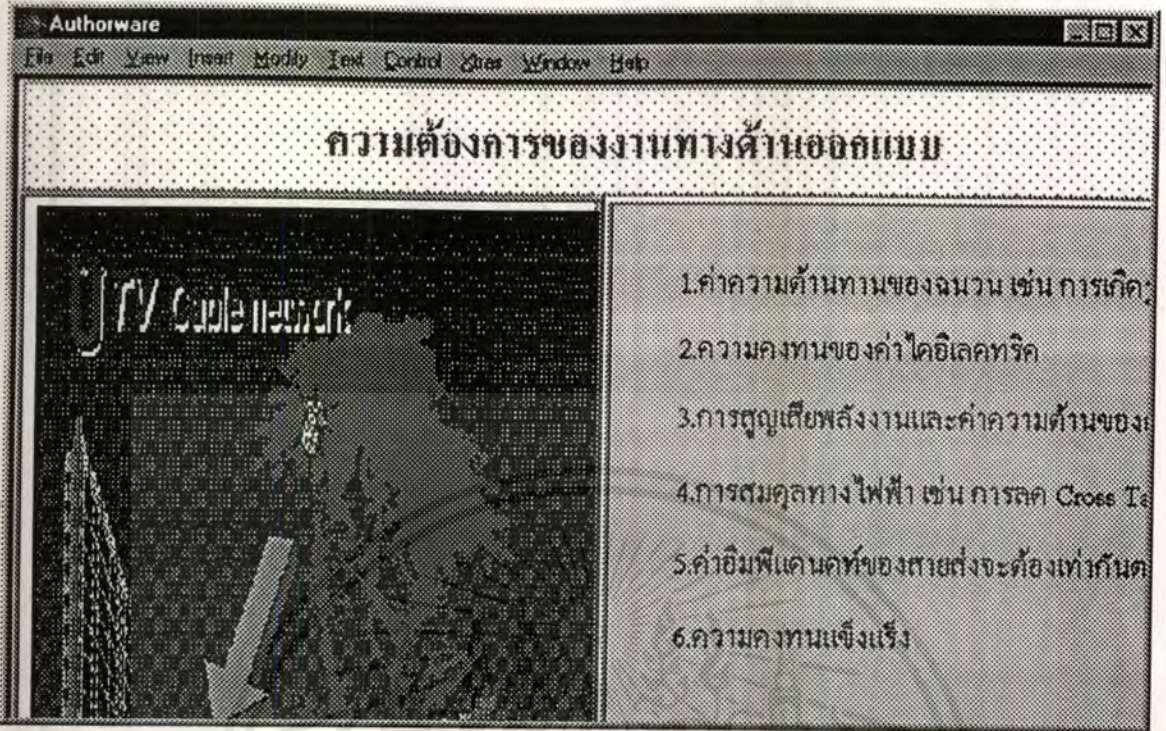 Authorware
File Edit View Insert Modify Text Control Xtras Window Help
ความต้องการของงานทางด้านออกแบบ
UTV Cable network
1.ค่าความต้านทานของฉนวน เช่น การเกิด
2.ความคงทนของค่าไดอิเลคทริค
3.การสูญเสียพลังงานและค่าความต้านของ
4.การสมดุลทางไฟฟ้า เช่น การลด Cross Ta
5.ค่าอิมพีแดนดท์ของสายส่งจะต้องเท่ากันต
6.ความคงทนแข็งแร็ง